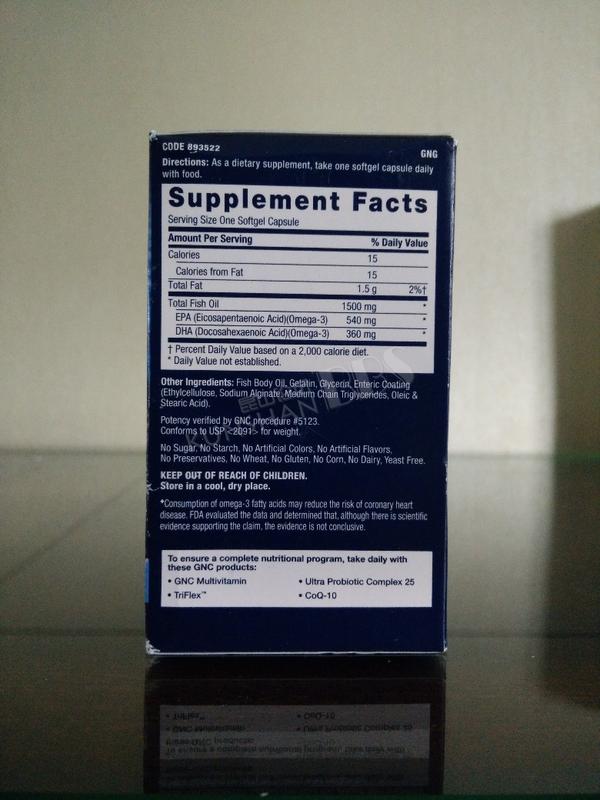 CODE 893522
GNG
Directions: As a dietary supplement, take one softgel capsule daily
with food.
Supplement Facts
Serving Size One Softgel Capsule
Amount Per Serving % Daily Value
Calories 15
Calories from Fat 15
Total Fat 1.5 g 2%†
Total Fish Oil 1500 mg *
EPA (Eicosapentaenoic Acid)(Omega-3) 540 mg *
DHA (Docosahexaenoic Acid)(Omega-3) 360 mg *
† Percent Daily Value based on a 2,000 calorie diet.
* Daily Value not established.
Other Ingredients: Fish Body Oil, Gelatin, Glycerin, Enteric Coating
(Ethylcellulose, Sodium Alginate, Medium Chain Triglycerides, Oleic &
Stearic Acid).
Potency verified by GNC procedure #5123.
Conforms to USP <2091> for weight.
No Sugar, No Starch, No Artificial Colors, No Artificial Flavors,
No Preservatives, No Wheat, No Gluten, No Corn, No Dairy, Yeast Free.
KEEP OUT OF REACH OF CHILDREN.
Store in a cool, dry place.
*Consumption of omega-3 fatty acids may reduce the risk of coronary heart
disease. FDA evaluated the data and determined that, although there is scientific
evidence supporting the claim, the evidence is not conclusive.
To ensure a complete nutritional program, take daily with
these GNC products:
• GNC Multivitamin • Ultra Probiotic Complex 25
• TriFlex™ • CoQ-10